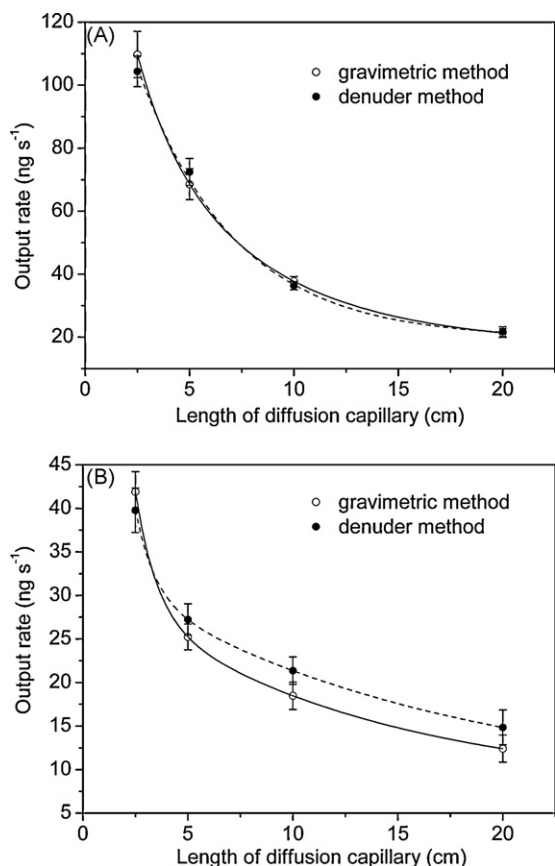 (A)
gravimetric method
denuder method
Output rate (ng s⁻¹)
120
100
80
60
40
20
0 5 10 15 20
Length of diffusion capillary (cm)
(B)
gravimetric method
denuder method
Output rate (ng s⁻¹)
45
40
35
30
25
20
15
10
5
0 5 10 15 20
Length of diffusion capillary (cm)